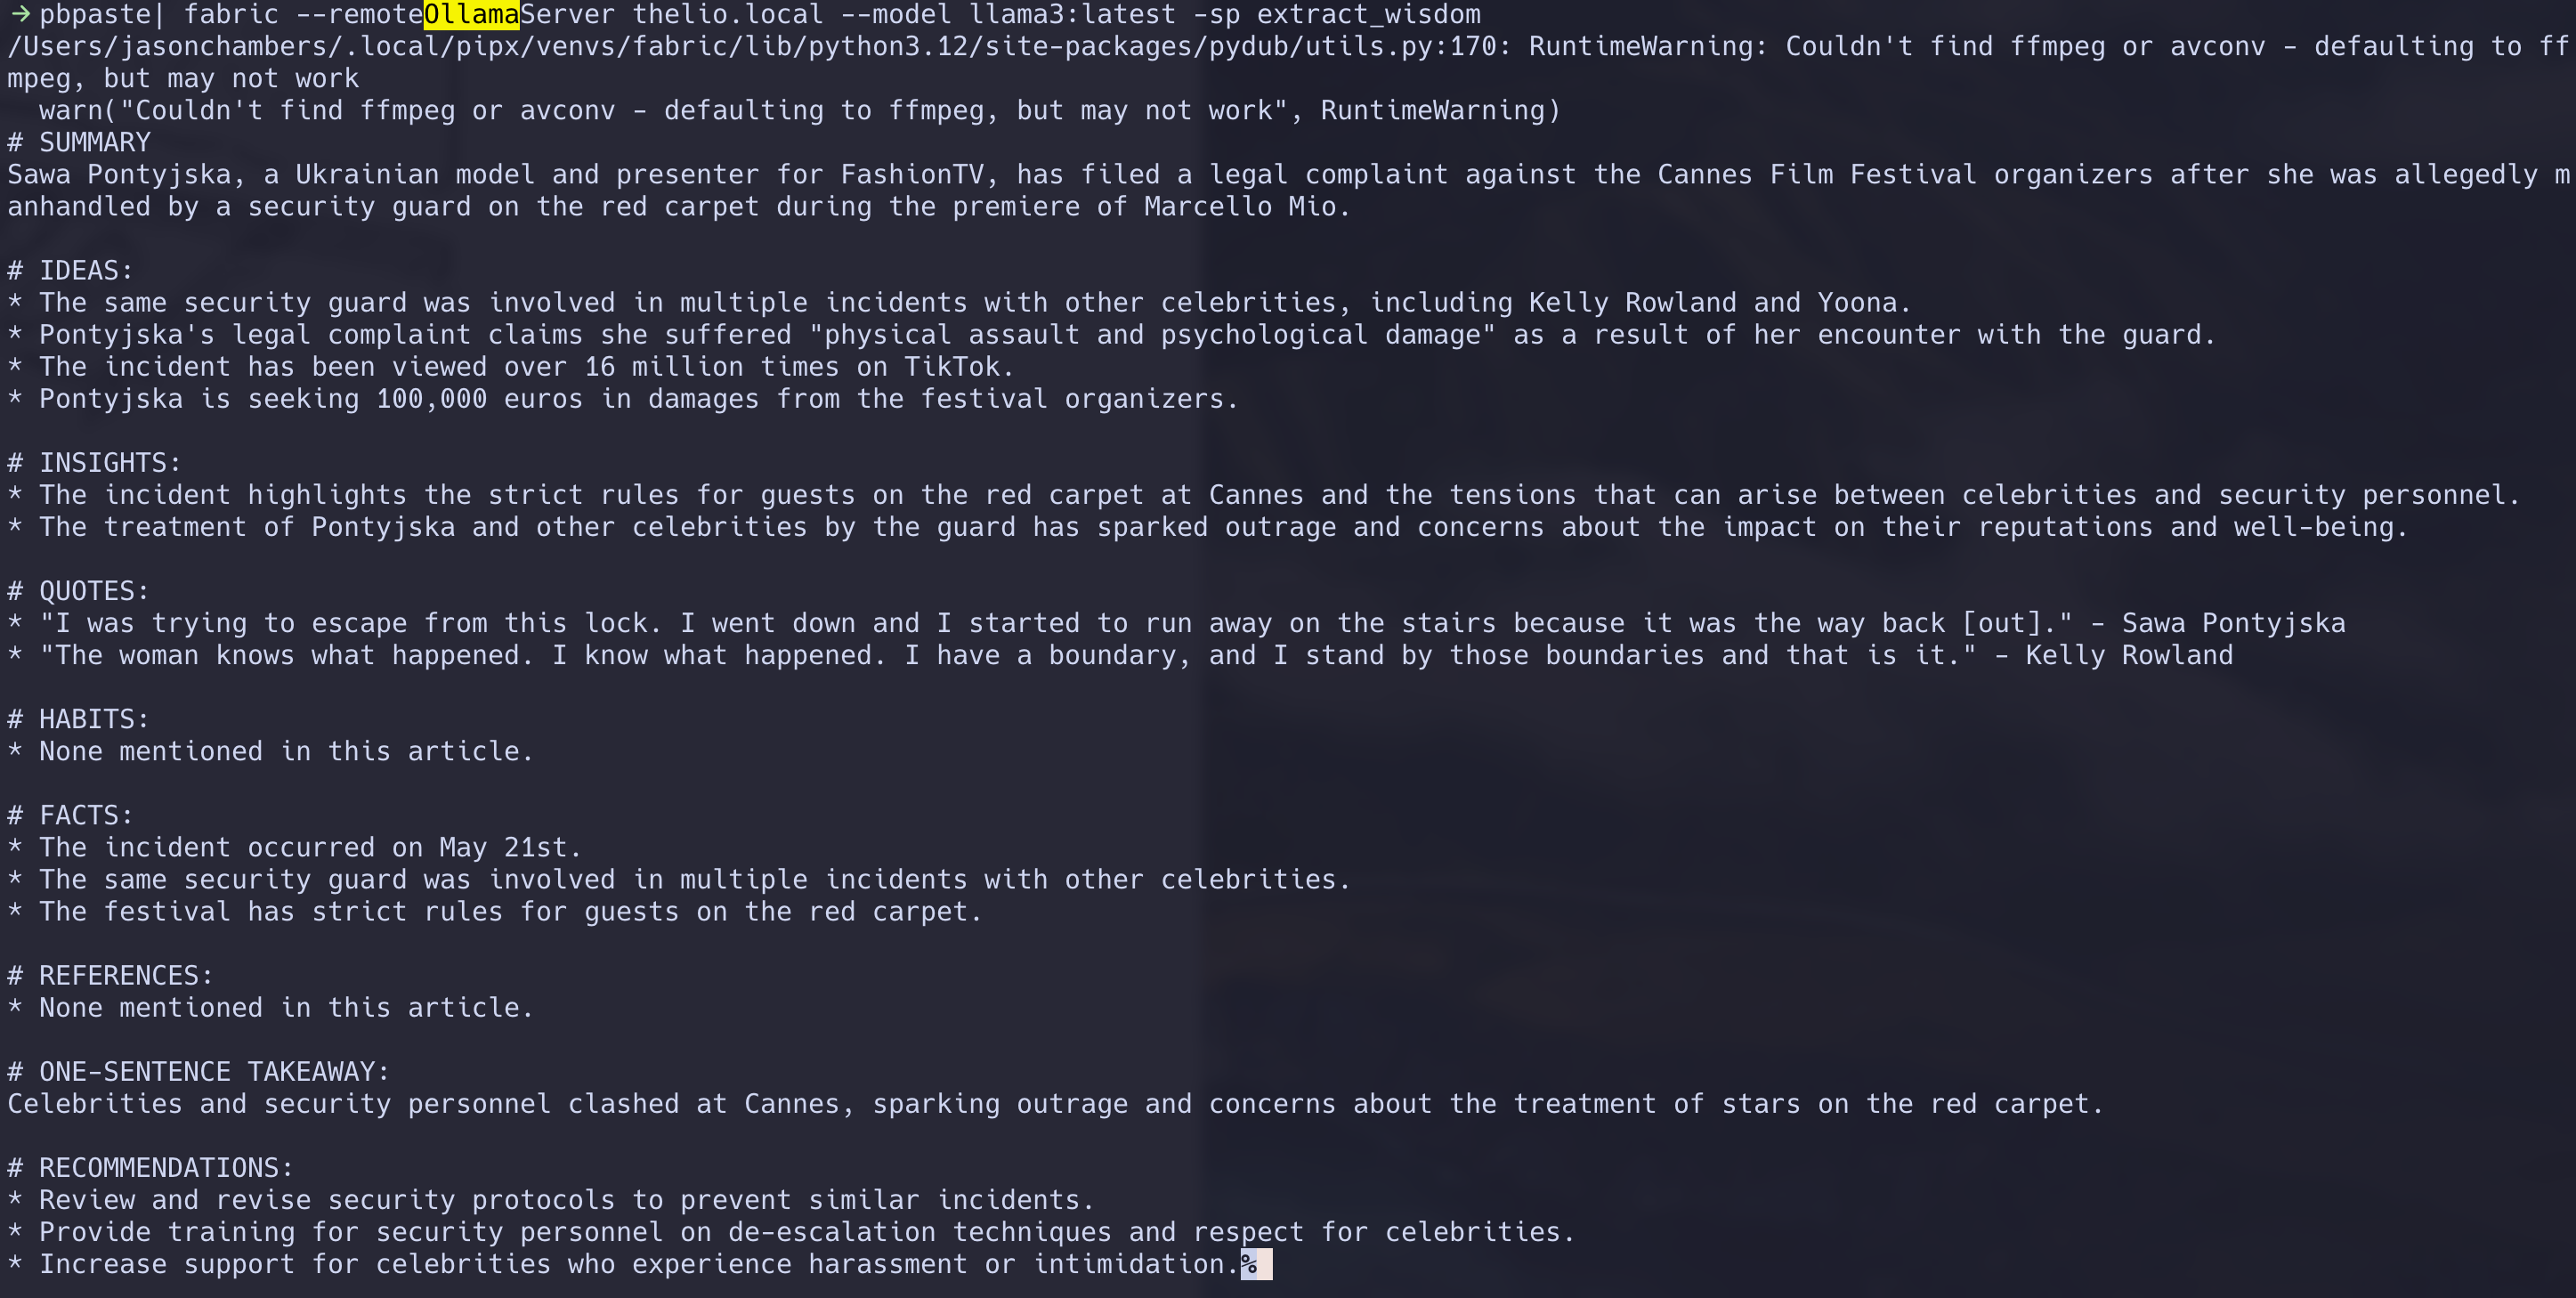 → pbpaste| fabric --remoteOllamaServer thelio.local --model llama3:latest -sp extract_wisdom
/Users/jasonchambers/.local/pipx/venvs/fabric/lib/python3.12/site-packages/pydub/utils.py:170: RuntimeWarning: Couldn't find ffmpeg or avconv - defaulting to ff
mpeg, but may not work
  warn("Couldn't find ffmpeg or avconv - defaulting to ffmpeg, but may not work", RuntimeWarning)
# SUMMARY
Sawa Pontyjska, a Ukrainian model and presenter for FashionTV, has filed a legal complaint against the Cannes Film Festival organizers after she was allegedly m
anhandled by a security guard on the red carpet during the premiere of Marcello Mio.

# IDEAS:
* The same security guard was involved in multiple incidents with other celebrities, including Kelly Rowland and Yoona.
* Pontyjska's legal complaint claims she suffered "physical assault and psychological damage" as a result of her encounter with the guard.
* The incident has been viewed over 16 million times on TikTok.
* Pontyjska is seeking 100,000 euros in damages from the festival organizers.

# INSIGHTS:
* The incident highlights the strict rules for guests on the red carpet at Cannes and the tensions that can arise between celebrities and security personnel.
* The treatment of Pontyjska and other celebrities by the guard has sparked outrage and concerns about the impact on their reputations and well-being.

# QUOTES:
* "I was trying to escape from this lock. I went down and I started to run away on the stairs because it was the way back [out]." - Sawa Pontyjska
* "The woman knows what happened. I know what happened. I have a boundary, and I stand by those boundaries and that is it." - Kelly Rowland

# HABITS:
* None mentioned in this article.

# FACTS:
* The incident occurred on May 21st.
* The same security guard was involved in multiple incidents with other celebrities.
* The festival has strict rules for guests on the red carpet.

# REFERENCES:
* None mentioned in this article.

# ONE-SENTENCE TAKEAWAY:
Celebrities and security personnel clashed at Cannes, sparking outrage and concerns about the treatment of stars on the red carpet.

# RECOMMENDATIONS:
* Review and revise security protocols to prevent similar incidents.
* Provide training for security personnel on de-escalation techniques and respect for celebrities.
* Increase support for celebrities who experience harassment or intimidation.%